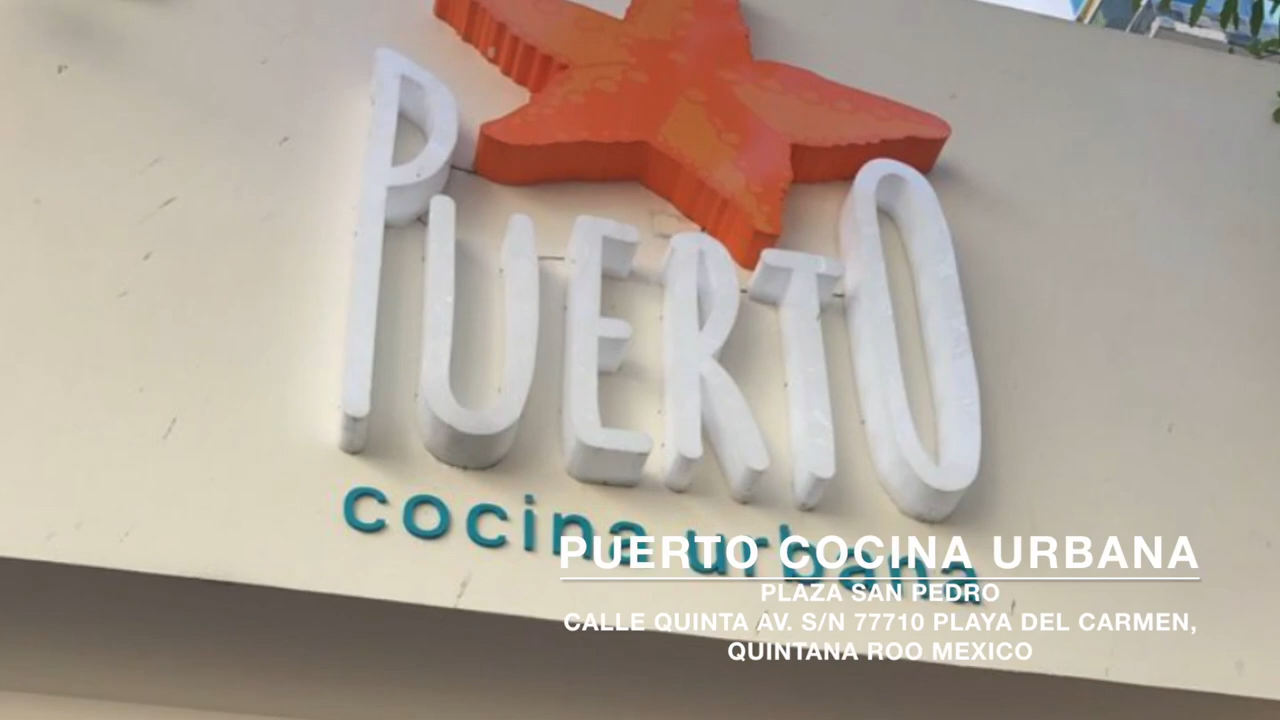 PUERTO
cocina urbana
PUERTO COCINA URBANA
PLAZA SAN PEDRO
CALLE QUINTA AV. S/N 77710 PLAYA DEL CARMEN,
QUINTANA ROO MEXICO